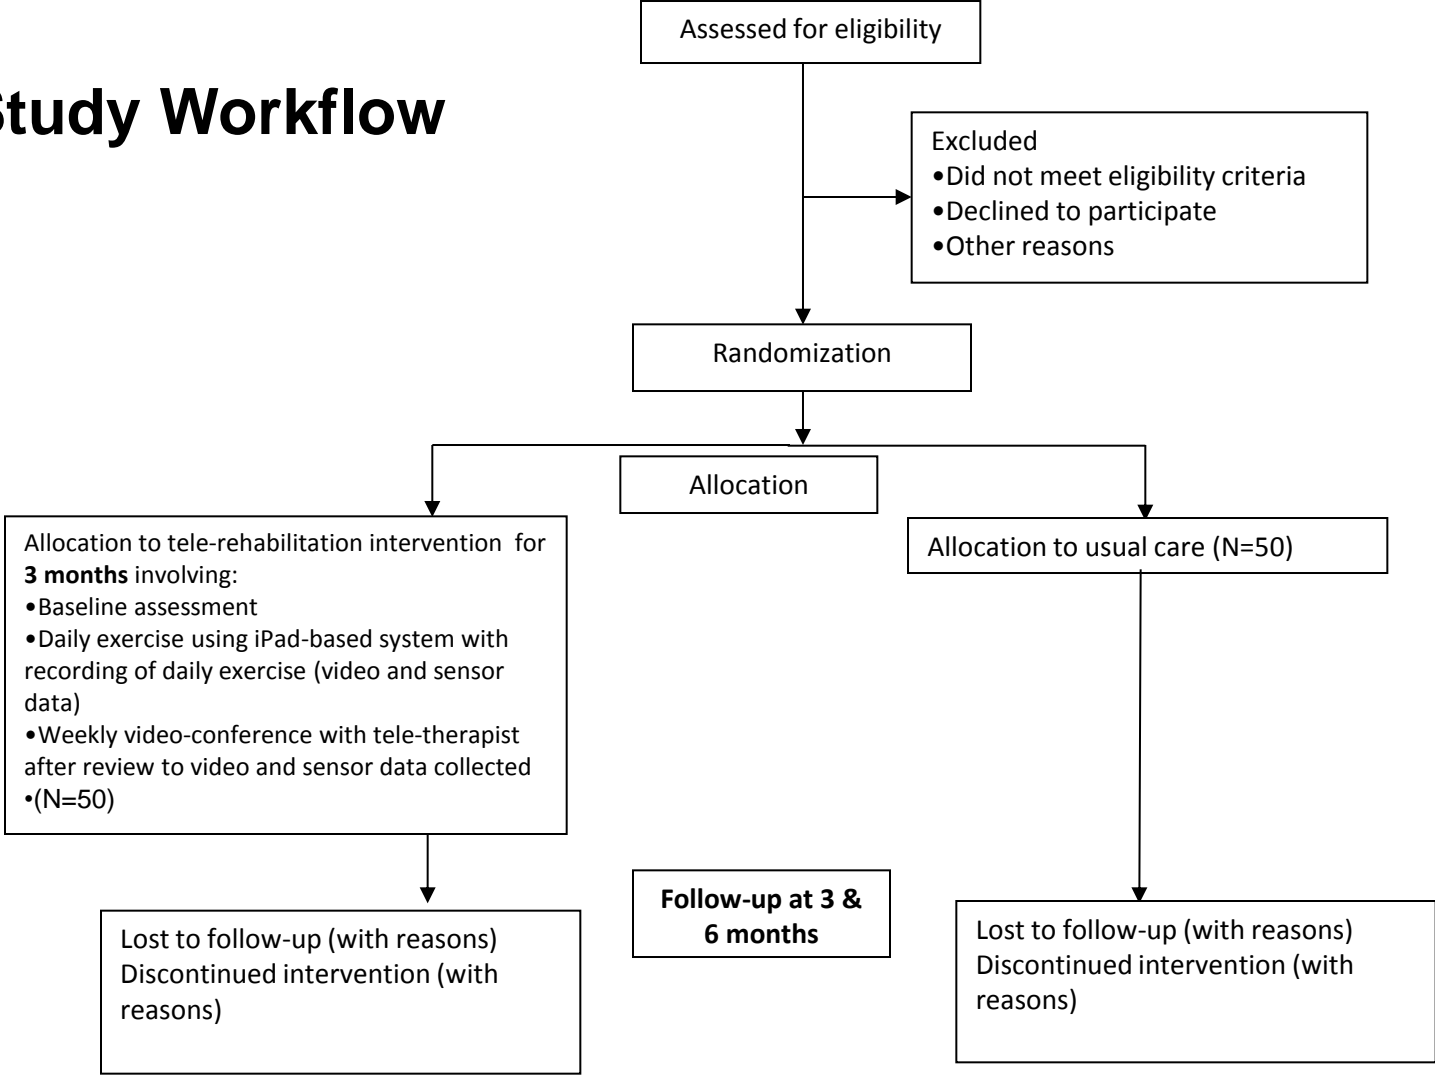 Assessed for eligibility
Study Workflow
Excluded
•Did not meet eligibility criteria
•Declined to participate
•Other reasons
Randomization
Allocation
Allocation to tele-rehabilitation intervention for
3 months involving:
•Baseline assessment
•Daily exercise using iPad-based system with
recording of daily exercise (video and sensor
data)
•Weekly video-conference with tele-therapist
after review to video and sensor data collected
•(N=50)
Allocation to usual care (N=50)
Follow-up at 3 &
6 months
Lost to follow-up (with reasons)
Discontinued intervention (with
reasons)
Lost to follow-up (with reasons)
Discontinued intervention (with
reasons)